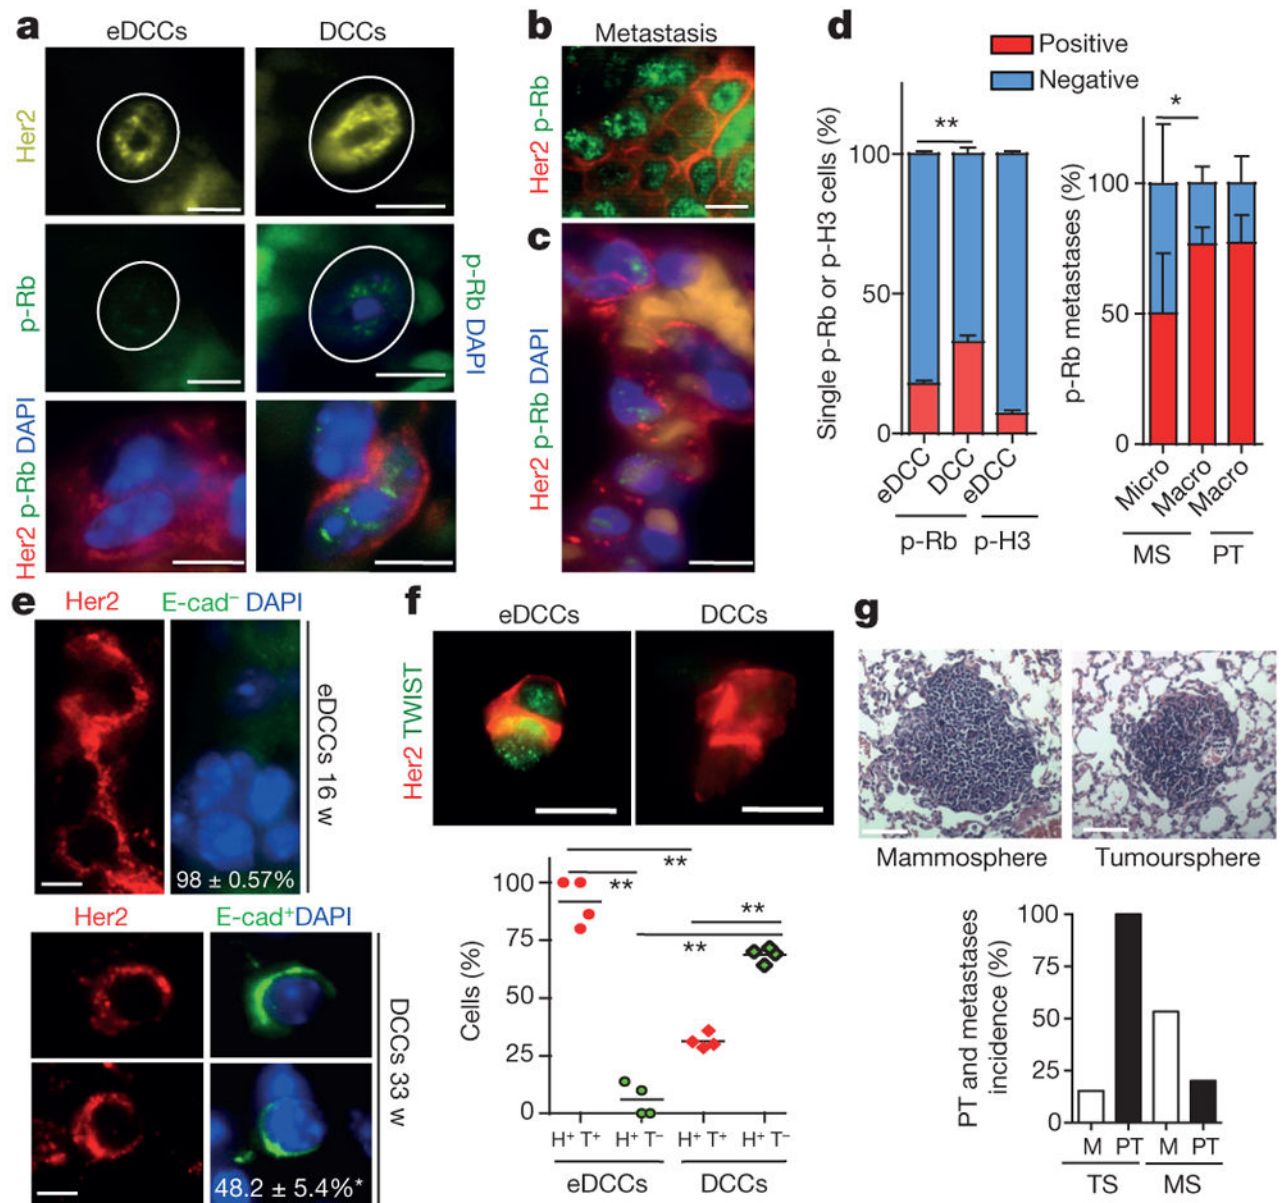 a
eDCCs
DCCs
Her2
p-Rb
p-Rb DAPI
Her2 p-Rb DAPI
b
Metastasis
Her2 p-Rb
c
Her2 p-Rb DAPI
d
Positive
Negative
Single p-Rb or p-H3 cells (%)
100
50
0
**
eDCC
DCC
eDCC
p-Rb
p-H3
p-Rb metastases (%)
100
50
0
*
Micro
Macro
Macro
MS
PT
e
Her2
E-cad⁻ DAPI
98 ± 0.57%
eDCCs 16 w
Her2
E-cad⁺DAPI
48.2 ± 5.4%*
DCCs 33 w
f
eDCCs
DCCs
Her2 TWIST
Cells (%)
100
75
50
25
0
**
**
**
**
H⁺ T⁺
H⁺ T⁻
H⁺ T⁺
H⁺ T⁻
eDCCs
DCCs
g
Mammosphere
Tumoursphere
PT and metastases
incidence (%)
100
75
50
25
0
M
PT
M
PT
TS
MS